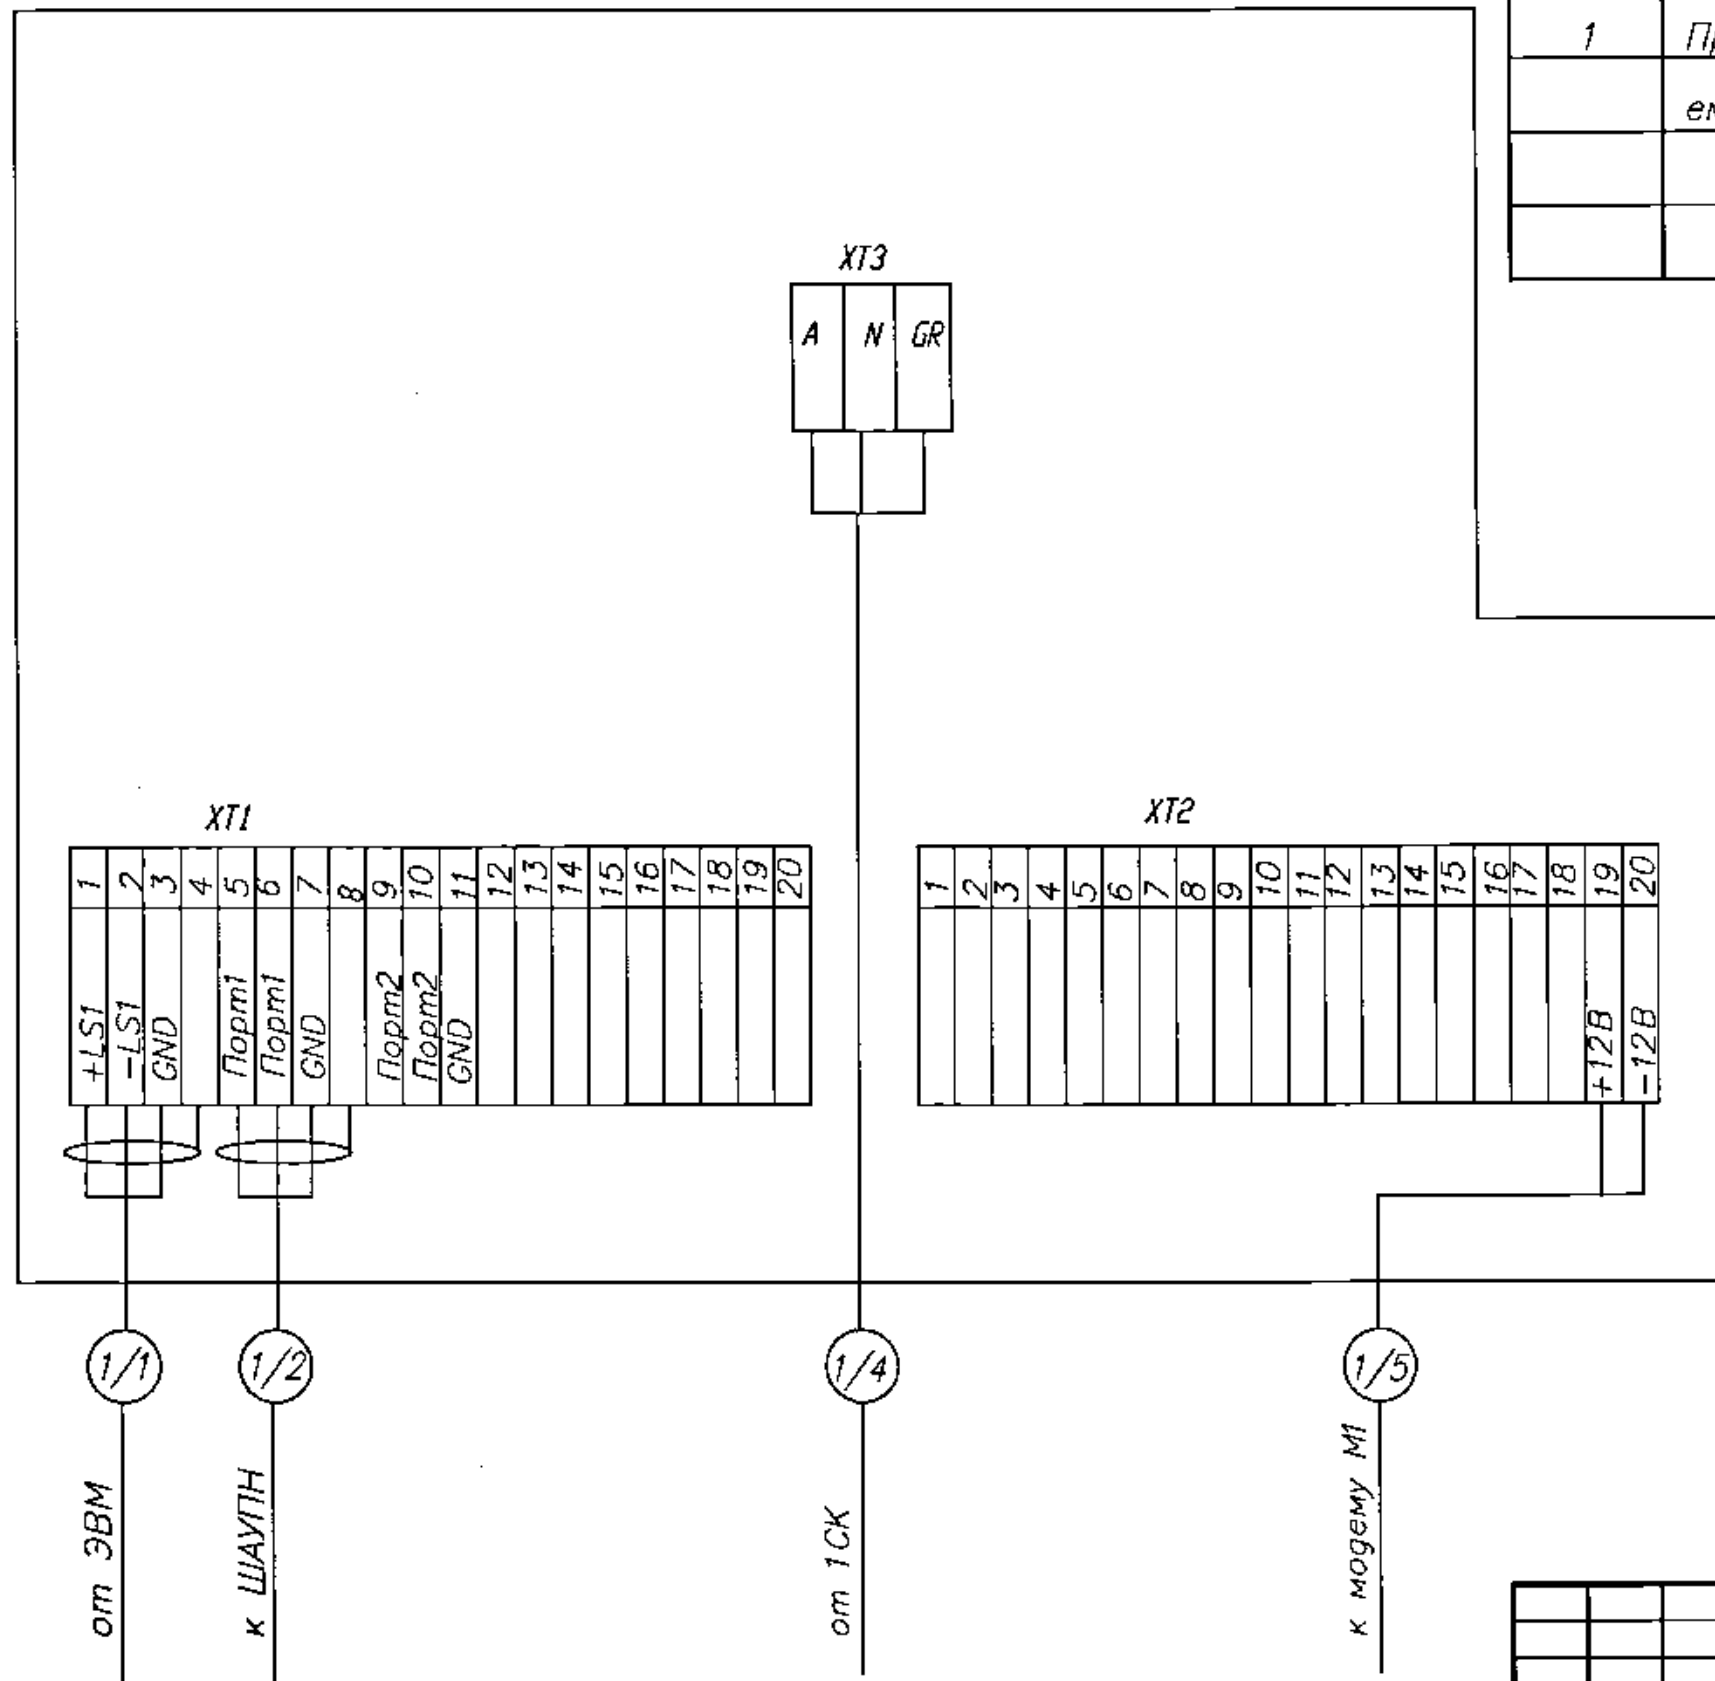 1 Пр
ем
XT3
A N GR
XT1
XT2
1 2 3 4 5 6 7 8 9 10 11 12 13 14 15 16 17 18 19 20
1 2 3 4 5 6 7 8 9 10 11 12 13 14 15 16 17 18 19 20
+LS1
-LS1
GND
Порт1
Порт1
GND
Порт2
Порт2
GND
+12В
-12В
1/1
1/2
1/4
1/5
от ЭВМ
к ШАУПН
от 1СК
к модему М1